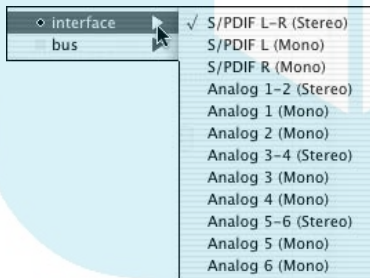 interface
bus
✓ S/PDIF L-R (Stereo)
S/PDIF L (Mono)
S/PDIF R (Mono)
Analog 1-2 (Stereo)
Analog 1 (Mono)
Analog 2 (Mono)
Analog 3-4 (Stereo)
Analog 3 (Mono)
Analog 4 (Mono)
Analog 5-6 (Stereo)
Analog 5 (Mono)
Analog 6 (Mono)